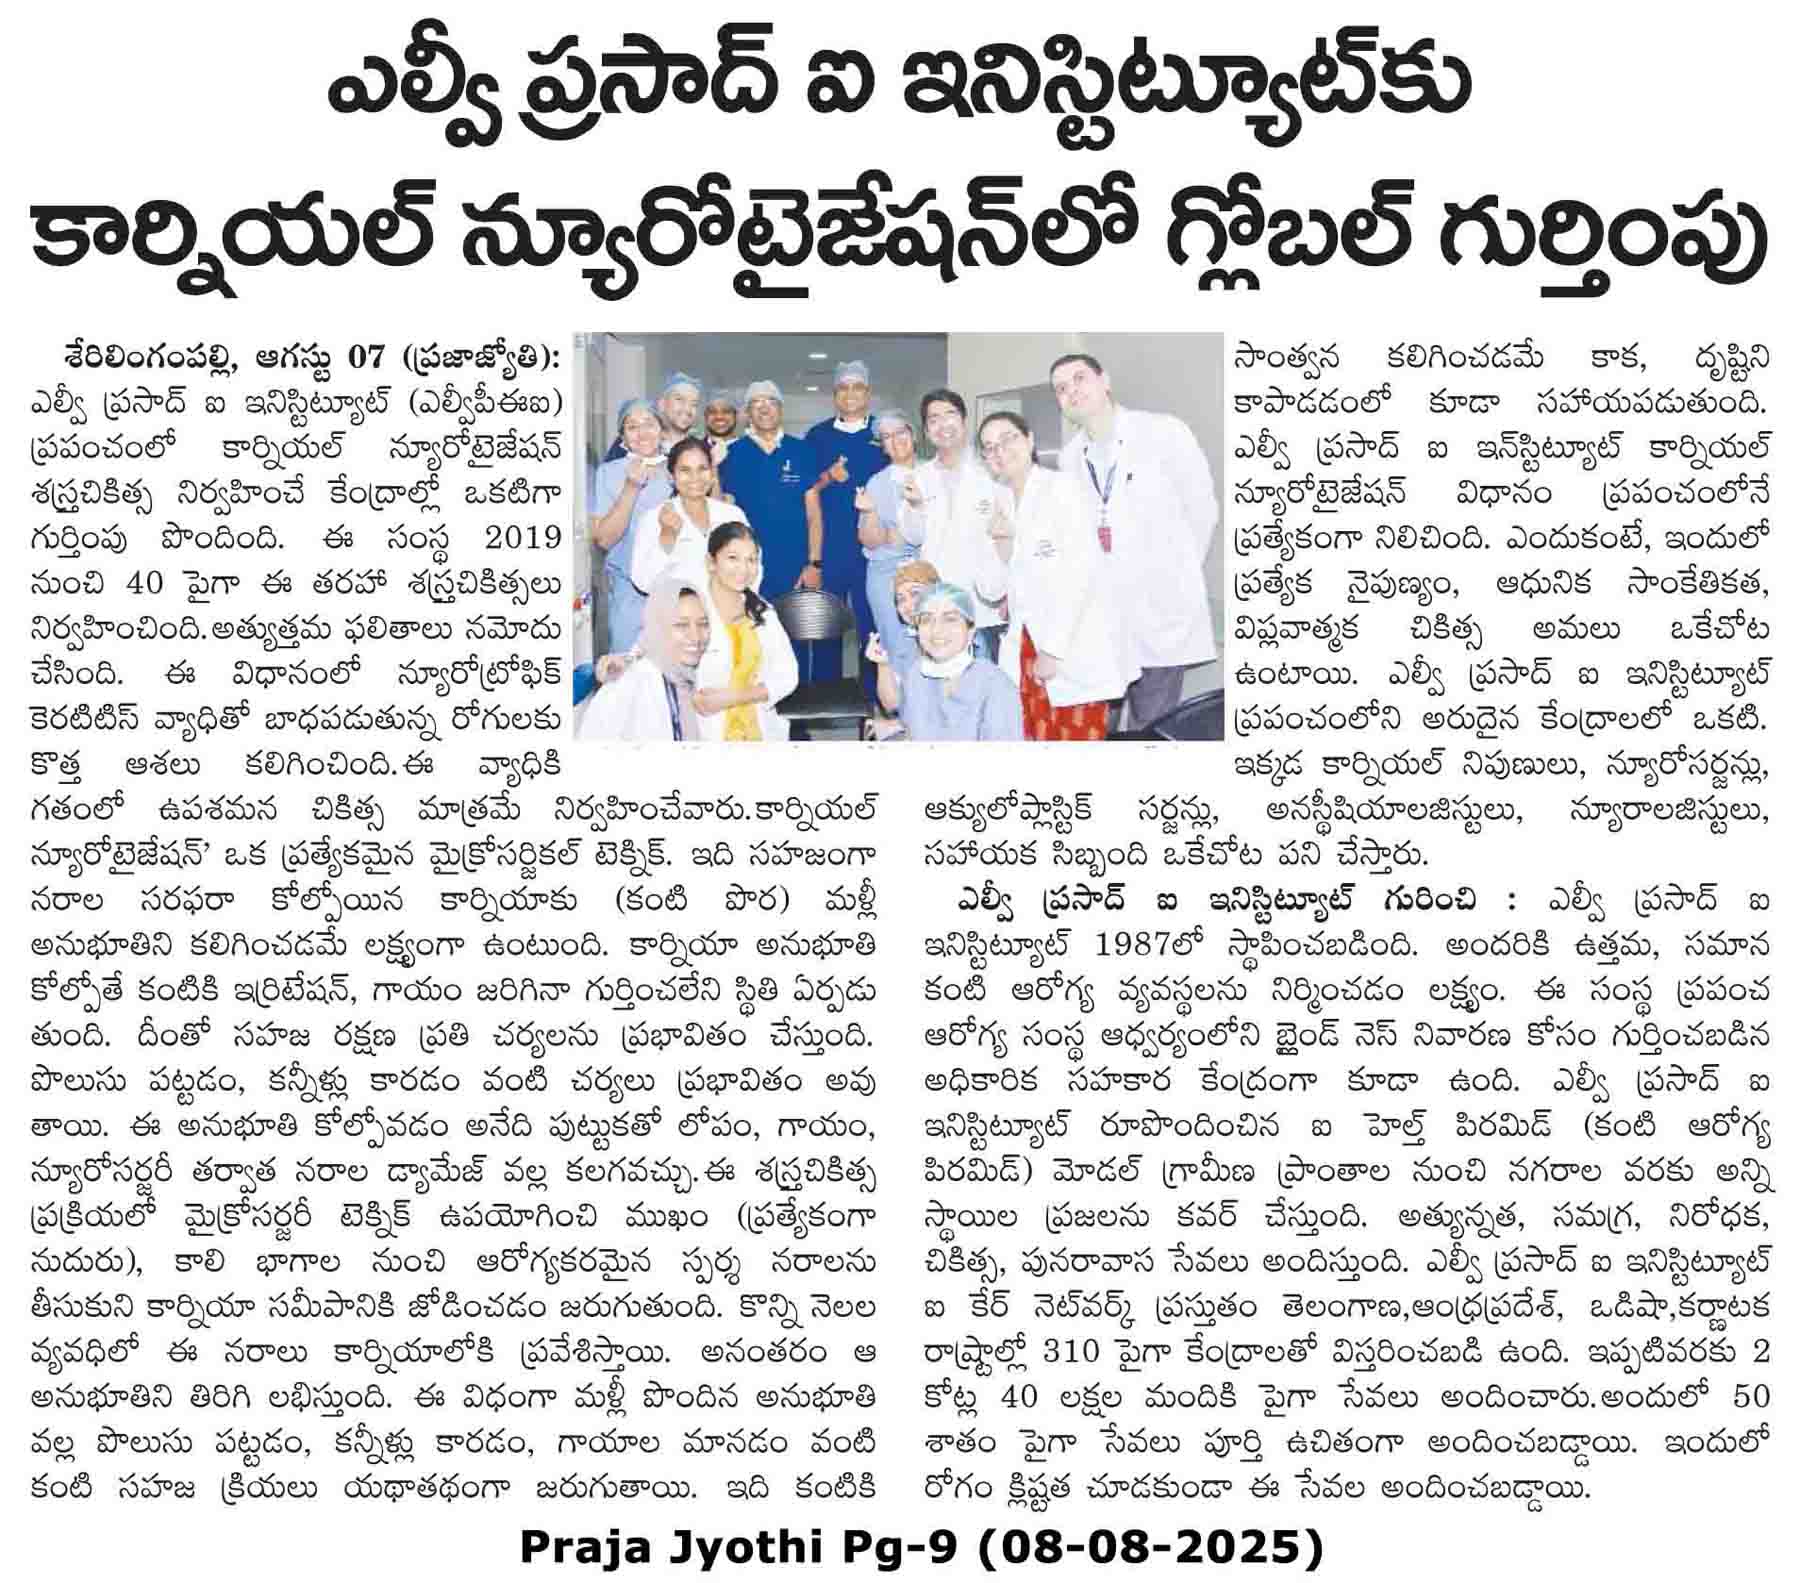 ఎల్వీ ప్రసాద్ ఐ ఇనిస్టిట్యూట్‌కు
కార్నియల్ న్యూరోటైజేషన్‌లో గ్లోబల్ గుర్తింపు
శేరిలింగంపల్లి, ఆగస్టు 07 (ప్రజాజ్యోతి):
ఎల్వీ ప్రసాద్ ఐ ఇనిస్టిట్యూట్ (ఎల్వీపీఈఐ)
ప్రపంచంలో కార్నియల్ న్యూరోటైజేషన్
శస్త్రచికిత్స నిర్వహించే కేంద్రాల్లో ఒకటిగా
గుర్తింపు పొందింది. ఈ సంస్థ 2019
నుంచి 40 పైగా ఈ తరహా శస్త్రచికిత్సలు
నిర్వహించింది.అత్యుత్తమ ఫలితాలు నమోదు
చేసింది. ఈ విధానంలో న్యూరోట్రోఫిక్
కెరటిటిస్ వ్యాధితో బాధపడుతున్న రోగులకు
కొత్త ఆశలు కలిగించింది.ఈ వ్యాధికి
గతంలో ఉపశమన చికిత్స మాత్రమే నిర్వహించేవారు.కార్నియల్
న్యూరోటైజేషన్' ఒక ప్రత్యేకమైన మైక్రోసర్జికల్ టెక్నిక్. ఇది సహజంగా
నరాల సరఫరా కోల్పోయిన కార్నియాకు (కంటి పొర) మళ్లీ
అనుభూతిని కలిగించడమే లక్ష్యంగా ఉంటుంది. కార్నియా అనుభూతి
కోల్పోతే కంటికి ఇర్రిటేషన్, గాయం జరిగినా గుర్తించలేని స్థితి ఏర్పడు
తుంది. దీంతో సహజ రక్షణ ప్రతి చర్యలను ప్రభావితం చేస్తుంది.
పొలుసు పట్టడం, కన్నీళ్లు కారడం వంటి చర్యలు ప్రభావితం అవు
తాయి. ఈ అనుభూతి కోల్పోవడం అనేది పుట్టుకతో లోపం, గాయం,
న్యూరోసర్జరీ తర్వాత నరాల డ్యామేజ్ వల్ల కలగవచ్చు.ఈ శస్త్రచికిత్స
ప్రక్రియలో మైక్రోసర్జరీ టెక్నిక్ ఉపయోగించి ముఖం (ప్రత్యేకంగా
నుదురు), కాలి భాగాల నుంచి ఆరోగ్యకరమైన స్పర్శ నరాలను
తీసుకుని కార్నియా సమీపానికి జోడించడం జరుగుతుంది. కొన్ని నెలల
వ్యవధిలో ఈ నరాలు కార్నియాలోకి ప్రవేశిస్తాయి. అనంతరం ఆ
అనుభూతిని తిరిగి లభిస్తుంది. ఈ విధంగా మళ్లీ పొందిన అనుభూతి
వల్ల పొలుసు పట్టడం, కన్నీళ్లు కారడం, గాయాల మానడం వంటి
కంటి సహజ క్రియలు యథాతథంగా జరుగుతాయి. ఇది కంటికి
సాంత్వన కలిగించడమే కాక, దృష్టిని
కాపాడడంలో కూడా సహాయపడుతుంది.
ఎల్వీ ప్రసాద్ ఐ ఇన్‌స్టిట్యూట్ కార్నియల్
న్యూరోటైజేషన్ విధానం ప్రపంచంలోనే
ప్రత్యేకంగా నిలిచింది. ఎందుకంటే, ఇందులో
ప్రత్యేక నైపుణ్యం, ఆధునిక సాంకేతికత,
విప్లవాత్మక చికిత్స అమలు ఒకేచోట
ఉంటాయి. ఎల్వీ ప్రసాద్ ఐ ఇనిస్టిట్యూట్
ప్రపంచంలోని అరుదైన కేంద్రాలలో ఒకటి.
ఇక్కడ కార్నియల్ నిపుణులు, న్యూరోసర్జన్లు,
ఆక్యులోప్లాస్టిక్ సర్జన్లు, అనస్థీషియాలజిస్టులు, న్యూరాలజిస్టులు,
సహాయక సిబ్బంది ఒకేచోట పని చేస్తారు.
ఎల్వీ ప్రసాద్ ఐ ఇనిస్టిట్యూట్ గురించి : ఎల్వీ ప్రసాద్ ఐ
ఇనిస్టిట్యూట్ 1987లో స్థాపించబడింది. అందరికి ఉత్తమ, సమాన
కంటి ఆరోగ్య వ్యవస్థలను నిర్మించడం లక్ష్యం. ఈ సంస్థ ప్రపంచ
ఆరోగ్య సంస్థ ఆధ్వర్యంలోని బ్లైండ్ నెస్ నివారణ కోసం గుర్తించబడిన
అధికారిక సహకార కేంద్రంగా కూడా ఉంది. ఎల్వీ ప్రసాద్ ఐ
ఇనిస్టిట్యూట్ రూపొందించిన ఐ హెల్త్ పిరమిడ్ (కంటి ఆరోగ్య
పిరమిడ్) మోడల్ గ్రామీణ ప్రాంతాల నుంచి నగరాల వరకు అన్ని
స్థాయిల ప్రజలను కవర్ చేస్తుంది. అత్యున్నత, సమగ్ర, నిరోధక,
చికిత్స, పునరావాస సేవలు అందిస్తుంది. ఎల్వీ ప్రసాద్ ఐ ఇనిస్టిట్యూట్
ఐ కేర్ నెట్‌వర్క్ ప్రస్తుతం తెలంగాణ,ఆంధ్రప్రదేశ్, ఒడిషా,కర్ణాటక
రాష్ట్రాల్లో 310 పైగా కేంద్రాలతో విస్తరించబడి ఉంది. ఇప్పటివరకు 2
కోట్ల 40 లక్షల మందికి పైగా సేవలు అందించారు.అందులో 50
శాతం పైగా సేవలు పూర్తి ఉచితంగా అందించబడ్డాయి. ఇందులో
రోగం క్లిష్టత చూడకుండా ఈ సేవల అందించబడ్డాయి.
Praja Jyothi Pg-9 (08-08-2025)